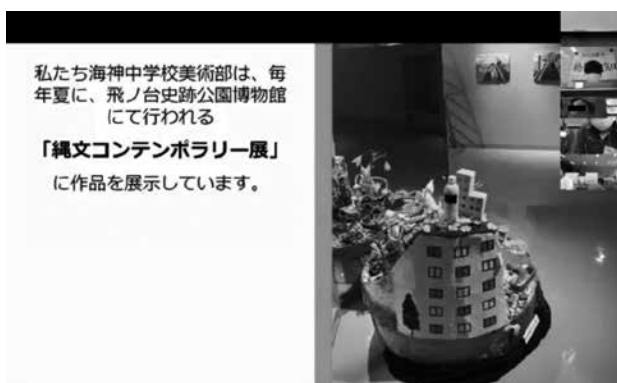 私たち海神中学校美術部は、毎
年夏に、飛ノ台史跡公園博物館
にて行われる
「縄文コンテンポラリー展」
に作品を展示しています。